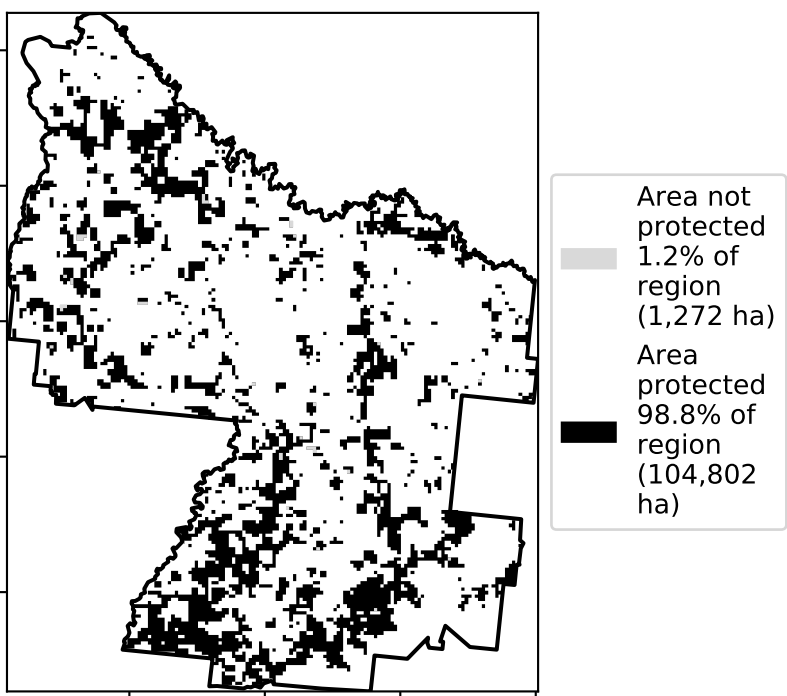 Area not
protected
1.2% of
region
(1,272 ha)
Area
protected
98.8% of
region
(104,802
ha)